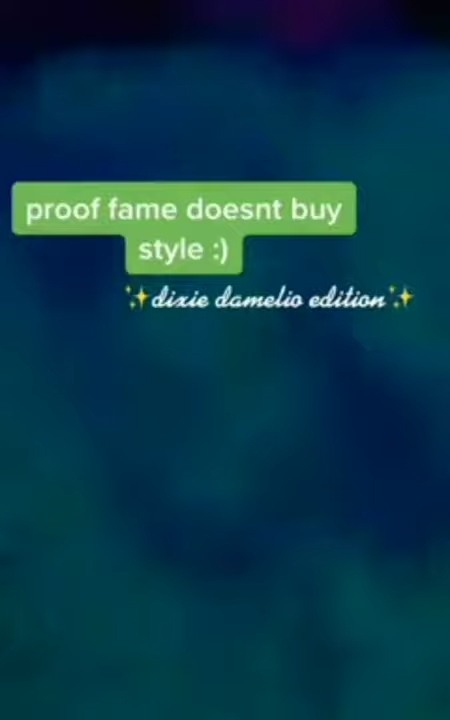 proof fame doesnt buy
style :)
✨dixie damelio edition✨